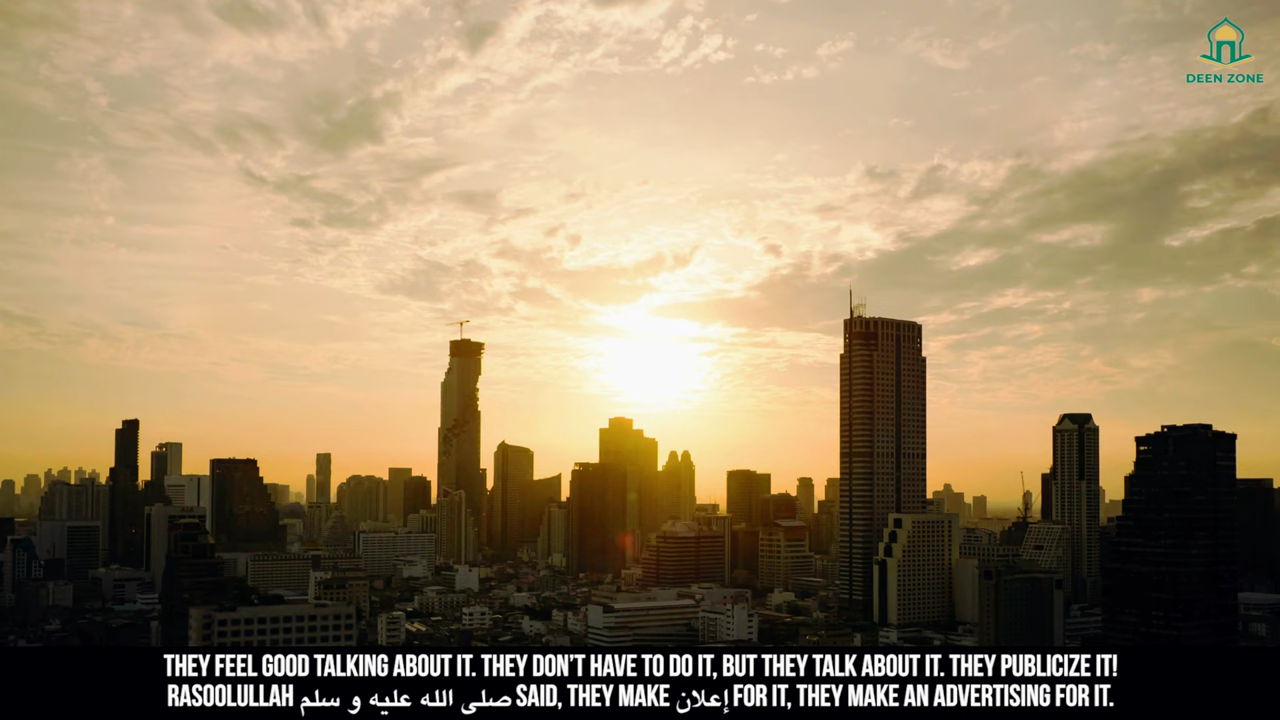 DEEN ZONE
THEY FEEL GOOD TALKING ABOUT IT. THEY DON'T HAVE TO DO IT, BUT THEY TALK ABOUT IT. THEY PUBLICIZE IT!
RASOOLULLAH صلى الله عليه و سلم SAID, THEY MAKE إعلان FOR IT, THEY MAKE AN ADVERTISING FOR IT.